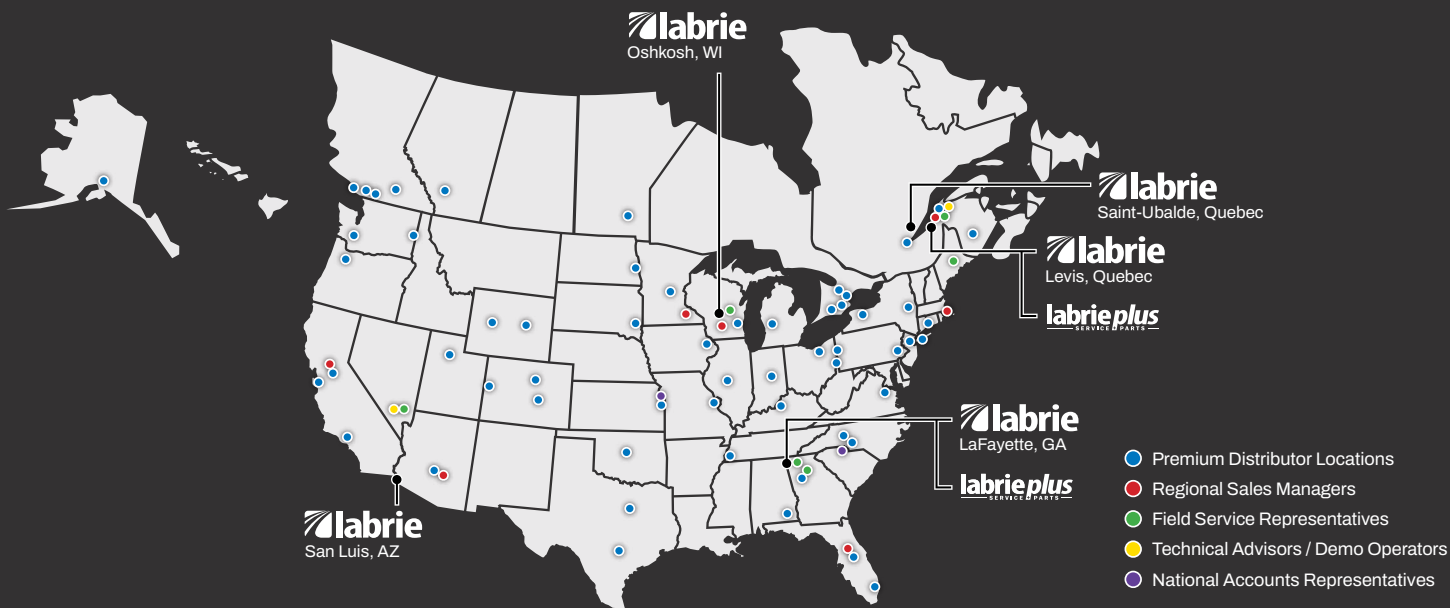 labrie
Oshkosh, WI
labrie
Saint-Ubalde, Quebec
labrie
Levis, Quebec
labrieplus
SERVICE & PARTS
labrie
LaFayette, GA
labrieplus
SERVICE & PARTS
labrie
San Luis, AZ
Premium Distributor Locations
Regional Sales Managers
Field Service Representatives
Technical Advisors / Demo Operators
National Accounts Representatives